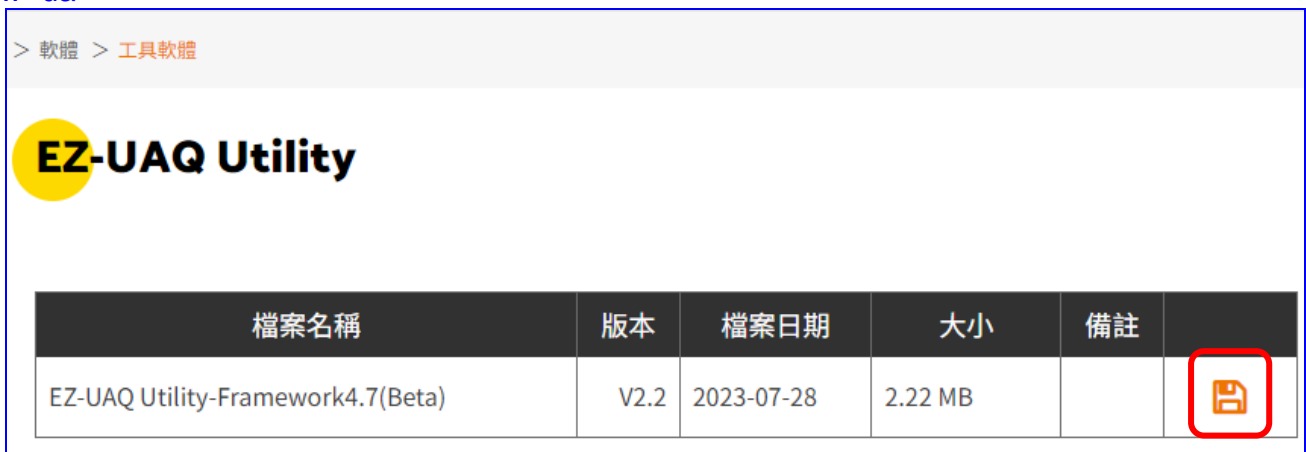 > 軟體 > 工具軟體
EZ-UAQ Utility
檔案名稱 版本 檔案日期 大小 備註
EZ-UAQ Utility-Framework4.7(Beta) V2.2 2023-07-28 2.22 MB